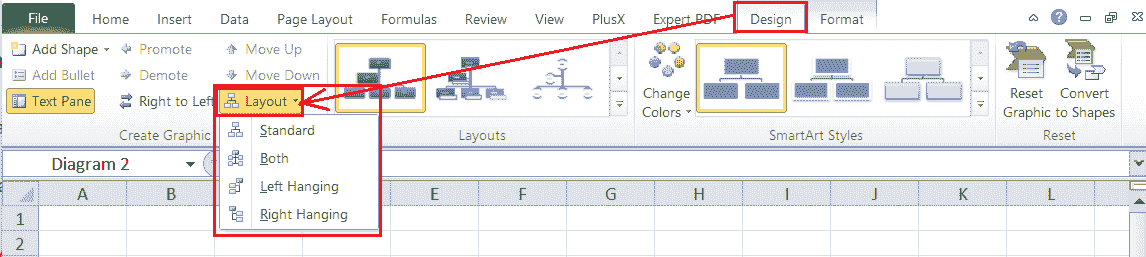 File Home Insert Data Page Layout Formulas Review View PlusX Expert PDF Design Format
Add Shape Promote Move Up
Add Bullet Demote Move Down
Text Pane Right to Left Layout
Change Colors
Reset Graphic
Convert to Shapes
Create Graphic Layouts SmartArt Styles Reset
Standard
Both
Left Hanging
Right Hanging
Diagram 2
A B E F G H I J K L
1
2